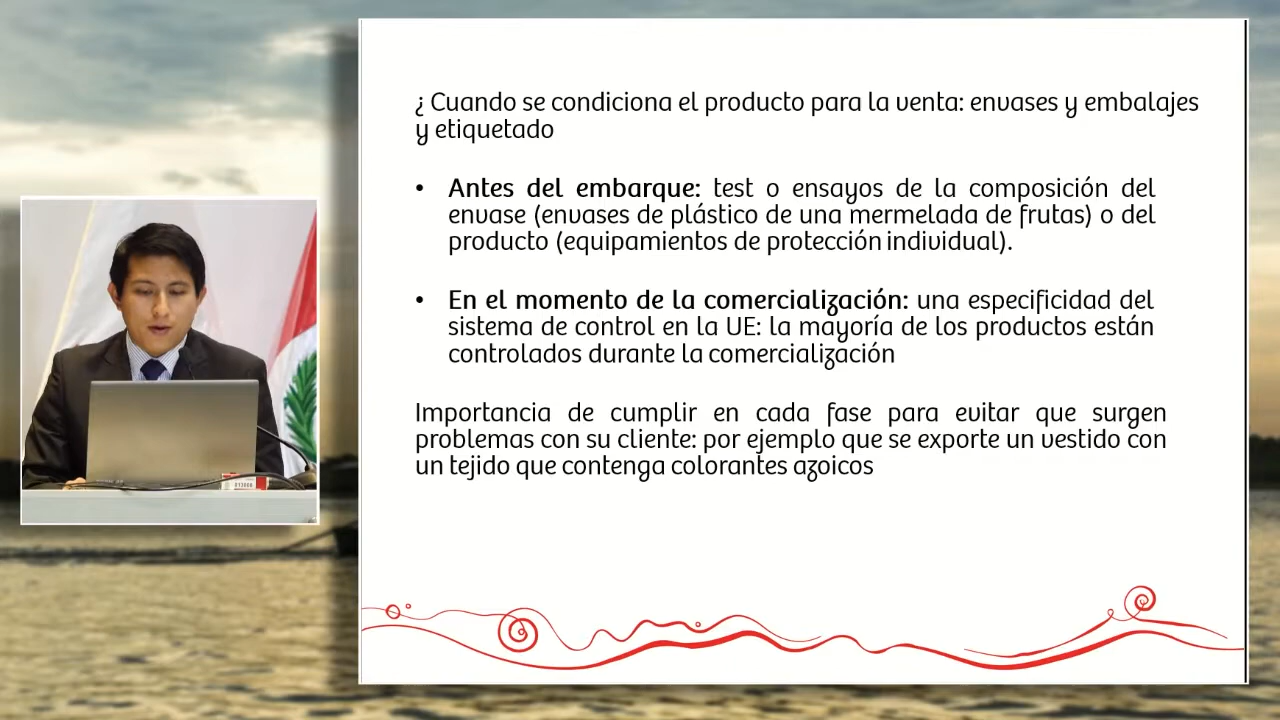 ¿ Cuando se condiciona el producto para la venta: envases y embalajes
y etiquetado
• Antes del embarque: test o ensayos de la composición del
envase (envases de plástico de una mermelada de frutas) o del
producto (equipamientos de protección individual).
• En el momento de la comercialización: una especificidad del
sistema de control en la UE: la mayoría de los productos están
controlados durante la comercialización
Importancia de cumplir en cada fase para evitar que surgen
problemas con su cliente: por ejemplo que se exporte un vestido con
un tejido que contenga colorantes azoicos